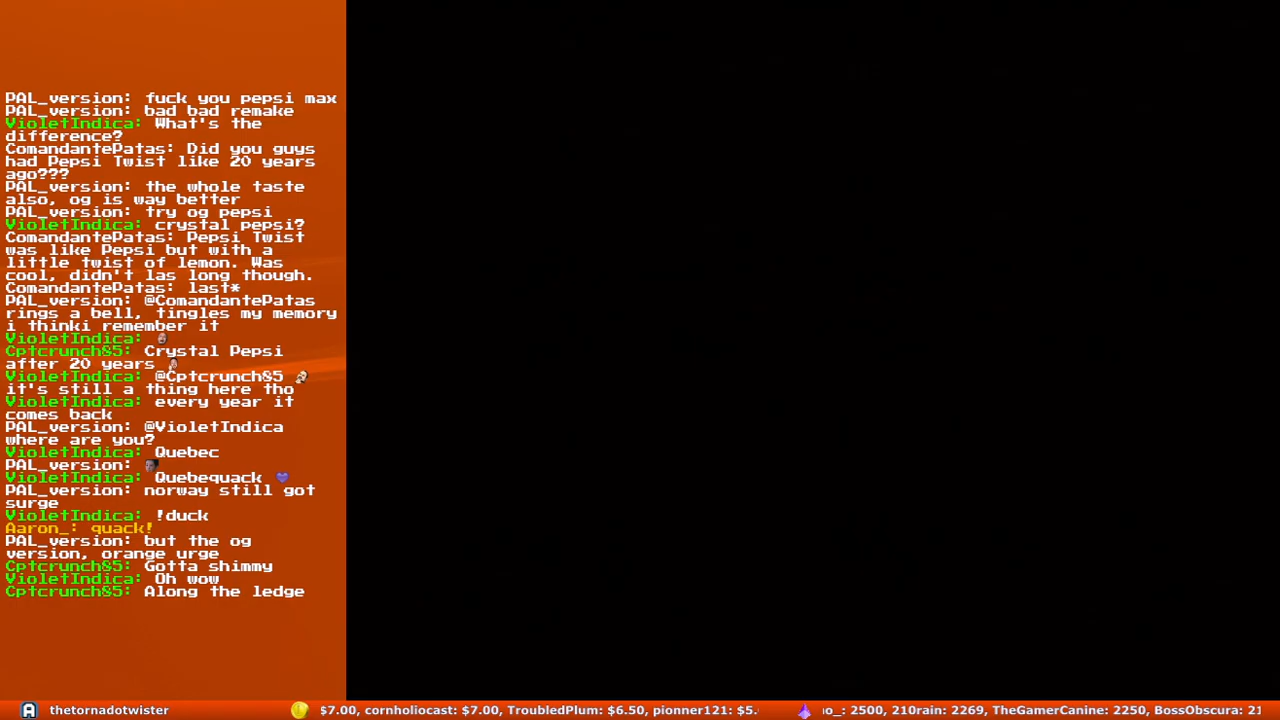 PAL_version: fuck you pepsi max
PAL_version: bad bad remake
VioletIndica: What's the
difference?
ComandantePatas: Did you guys
had Pepsi Twist like 20 years
ago???
PAL_version: the whole taste
also, og is way better
PAL_version: try og pepsi
VioletIndica: crystal pepsi?
ComandantePatas: Pepsi Twist
was like Pepsi but with a
little twist of lemon. Was
cool, didn't las long though.
ComandantePatas: last*
PAL_version: @ComandantePatas
rings a bell, tingles my memory
i thinki remember it
VioletIndica:
Cptcrunch85: Crystal Pepsi
after 20 years
VioletIndica: @Cptcrunch85
it's still a thing here tho
VioletIndica: every year it
comes back
PAL_version: @VioletIndica
where are you?
VioletIndica: Quebec
PAL_version:
VioletIndica: Quebequack
PAL_version: norway still got
surge
VioletIndica: !duck
Aaron_: quack!
PAL_version: but the og
version, orange urge
Cptcrunch85: Gotta shimmy
VioletIndica: Oh wow
Cptcrunch85: Along the ledge
A thetornadotwister $7.00, cornholiocast: $7.00, TroubledPlum: $6.50, pionner121: $5. o_: 2500, 210rain: 2269, TheGamerCanine: 2250, BossObscura: 21